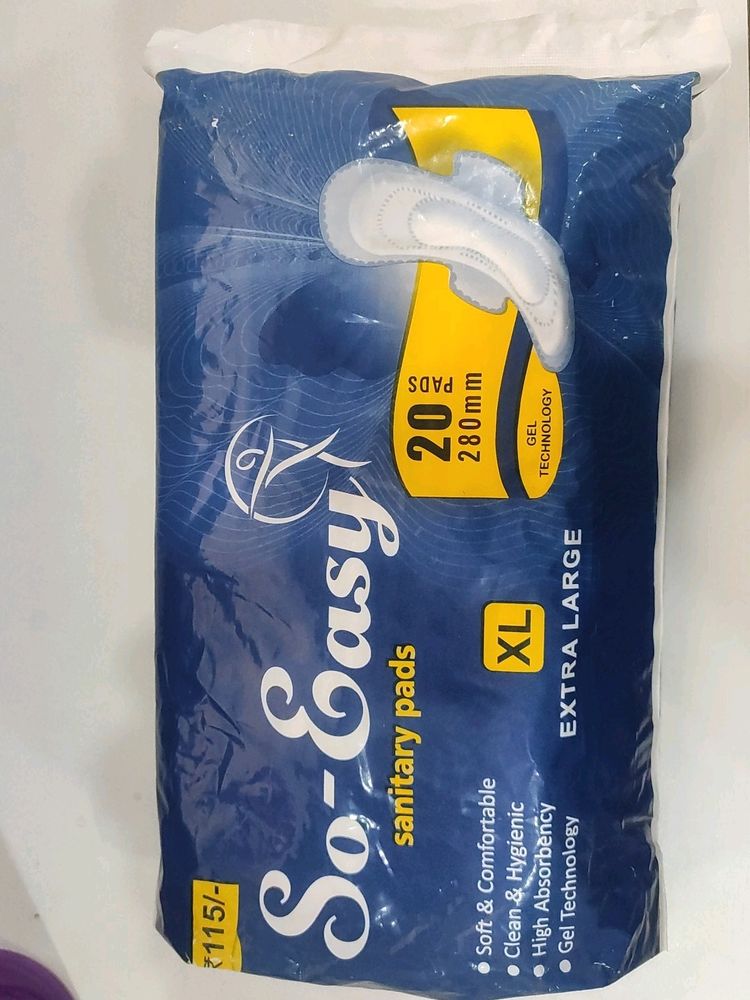 ₹115/-
So-Easy
sanitary pads
20 PADS
280mm
GEL
TECHNOLOGY
XL
EXTRA LARGE
• Soft & Comfortable
• Clean & Hygienic
• High Absorbency
• Gel Technology